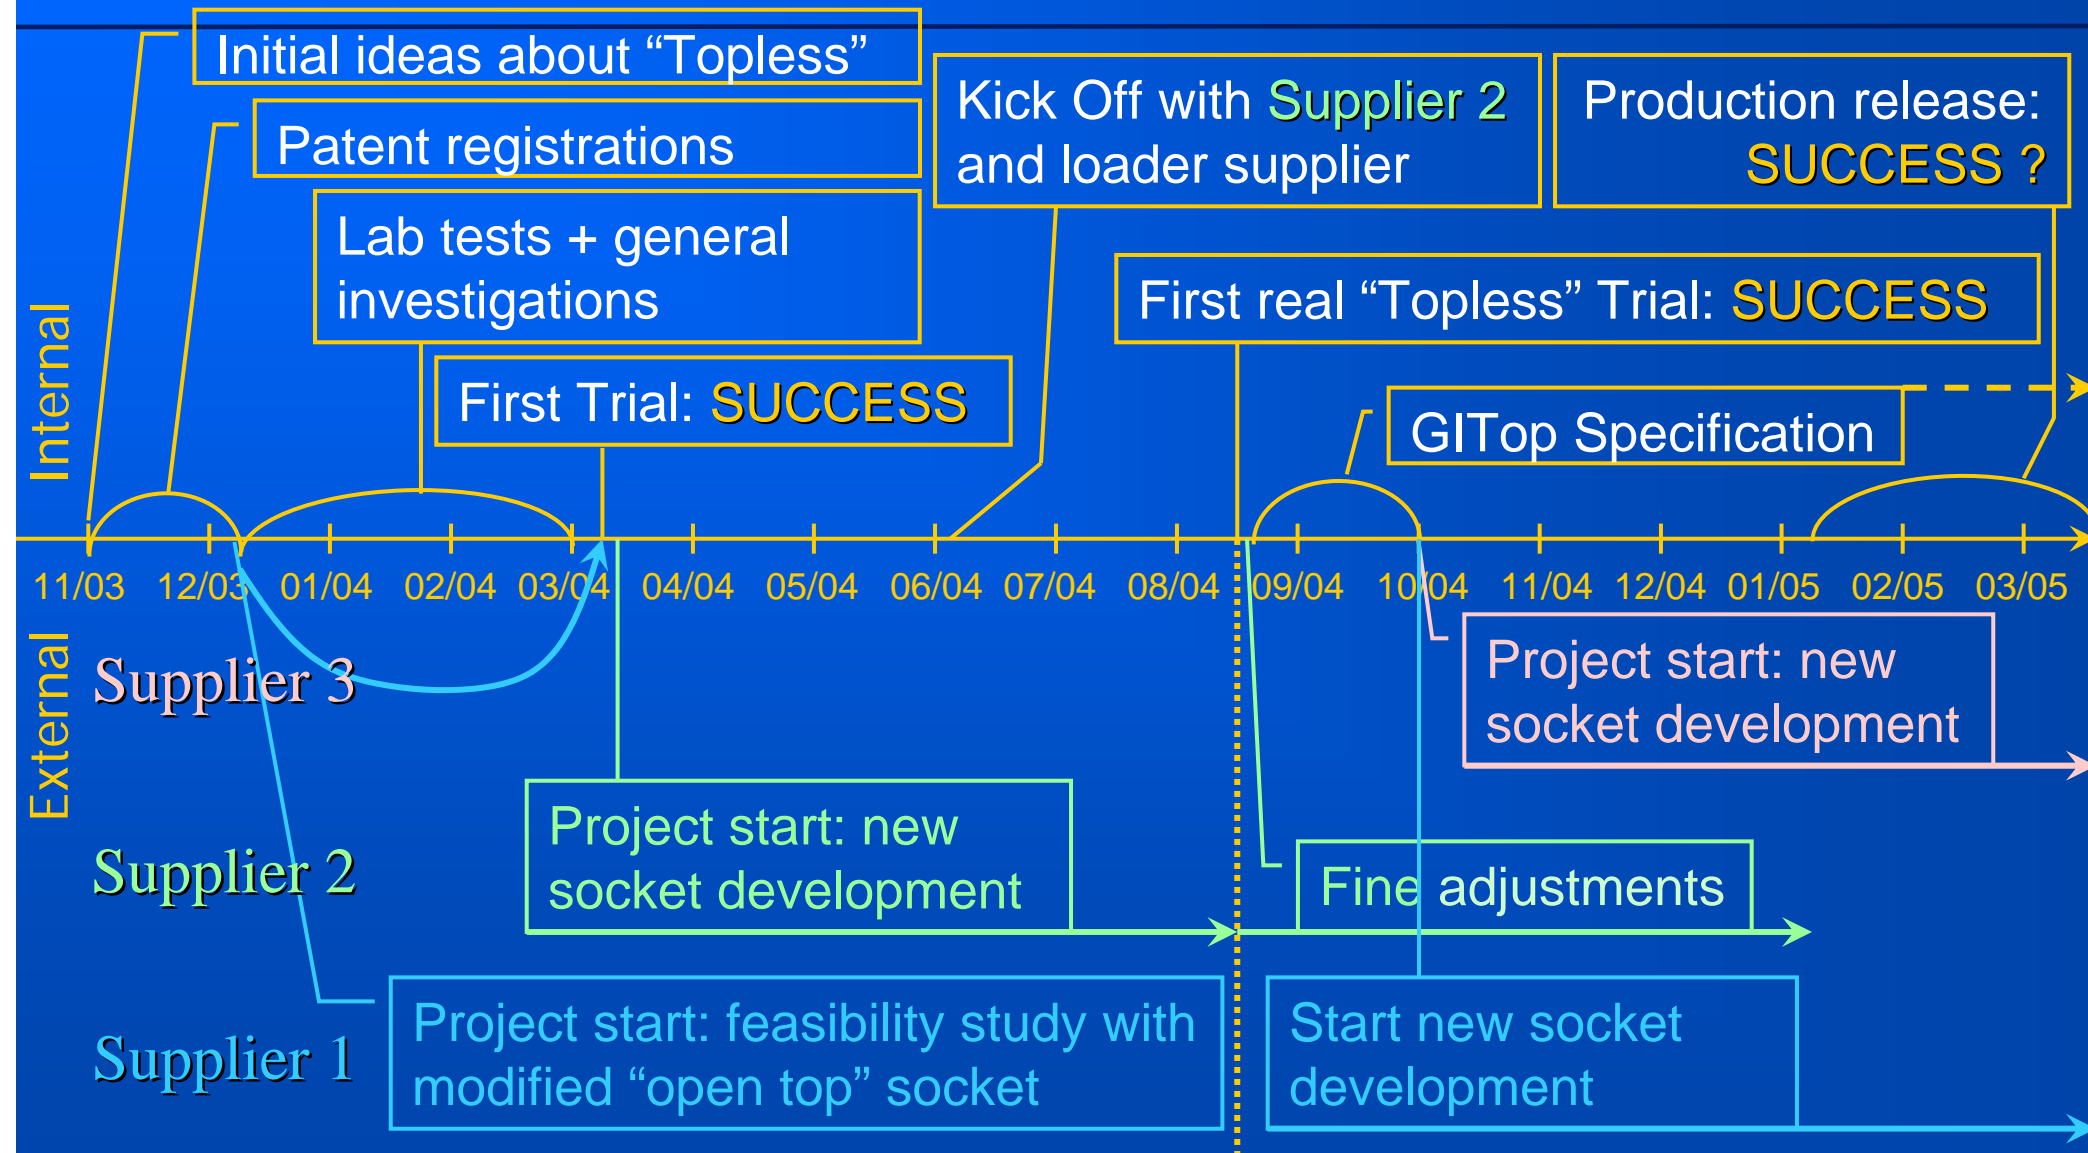 Initial ideas about “Topless”
Patent registrations
Lab tests + general
investigations
First Trial: SUCCESS
Kick Off with Supplier 2
and loader supplier
Production release:
SUCCESS ?
First real “Topless” Trial: SUCCESS
GITop Specification
Internal
11/03 12/03 01/04 02/04 03/04 04/04 05/04 06/04 07/04 08/04 09/04 10/04 11/04 12/04 01/05 02/05 03/05
External
Supplier 3
Project start: new
socket development
Supplier 2
Project start: new
socket development
Fine adjustments
Supplier 1
Project start: feasibility study with
modified “open top” socket
Start new socket
development